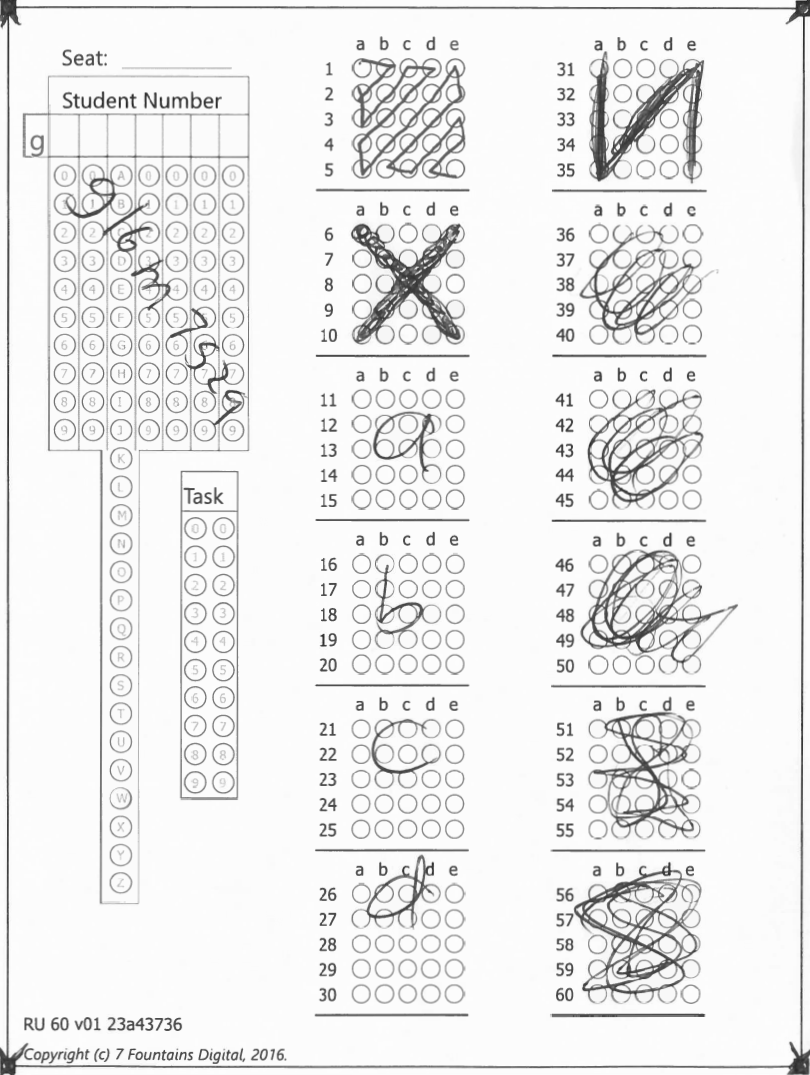 Seat:
Student Number
g
0 0 A 0 0 0 0
1 1 B 1 1 1 1
2 2 C 2 2 2 2
3 3 D 3 3 3 3
4 4 E 4 4 4 4
5 5 F 5 5 5 5
6 6 G 6 6 6 6
7 7 H 7 7 7 7
8 8 I 8 8 8 8
9 9 J 9 9 9 9
K
L
M
N
O
P
Q
R
S
T
U
V
W
X
Y
Z
916m7529
Task
0 0
1 1
2 2
3 3
4 4
5 5
6 6
7 7
8 8
9 9
a b c d e
1
2
3
4
5
a b c d e
6
7
8
9
10
a b c d e
11
12
13
14
15
a
a b c d e
16
17
18
19
20
b
a b c d e
21
22
23
24
25
c
a b c d e
26
27
28
29
30
d
a b c d e
31
32
33
34
35
a b c d e
36
37
38
39
40
a b c d e
41
42
43
44
45
a b c d e
46
47
48
49
50
a b c d e
51
52
53
54
55
a b c d e
56
57
58
59
60
RU 60 v01 23a43736
Copyright (c) 7 Fountains Digital, 2016.